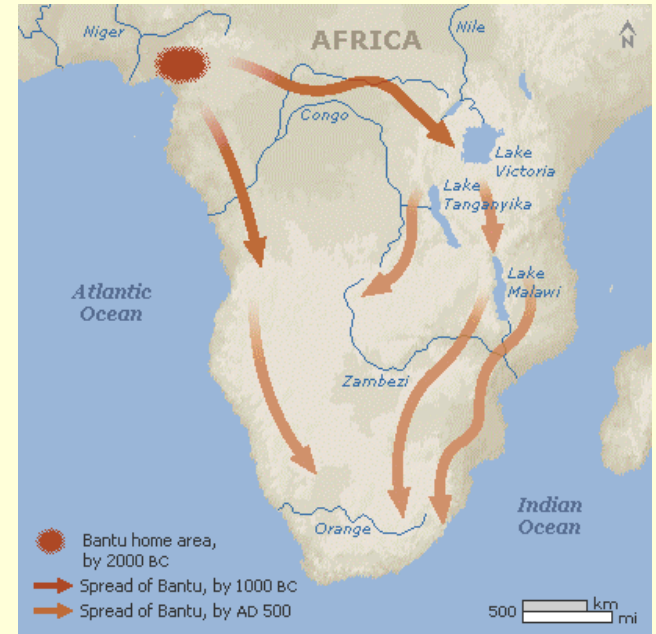 Niger
AFRICA
Nile
N
Congo
Lake
Victoria
Lake
Tanganyika
Lake
Malawi
Atlantic
Ocean
Zambezi
Indian
Ocean
Orange
Bantu home area,
by 2000 BC
Spread of Bantu, by 1000 BC
Spread of Bantu, by AD 500
500 km
mi